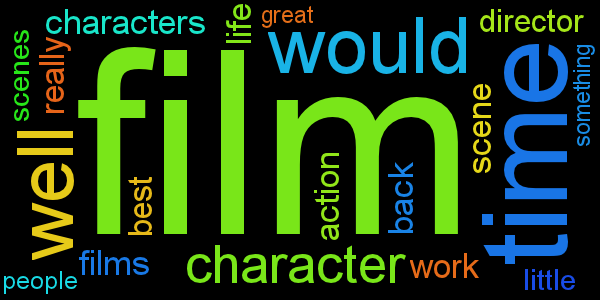 characters
life
great
director
scenes
really
would
film
time
something
well
best
action
back
scene
films
character
work
people
little